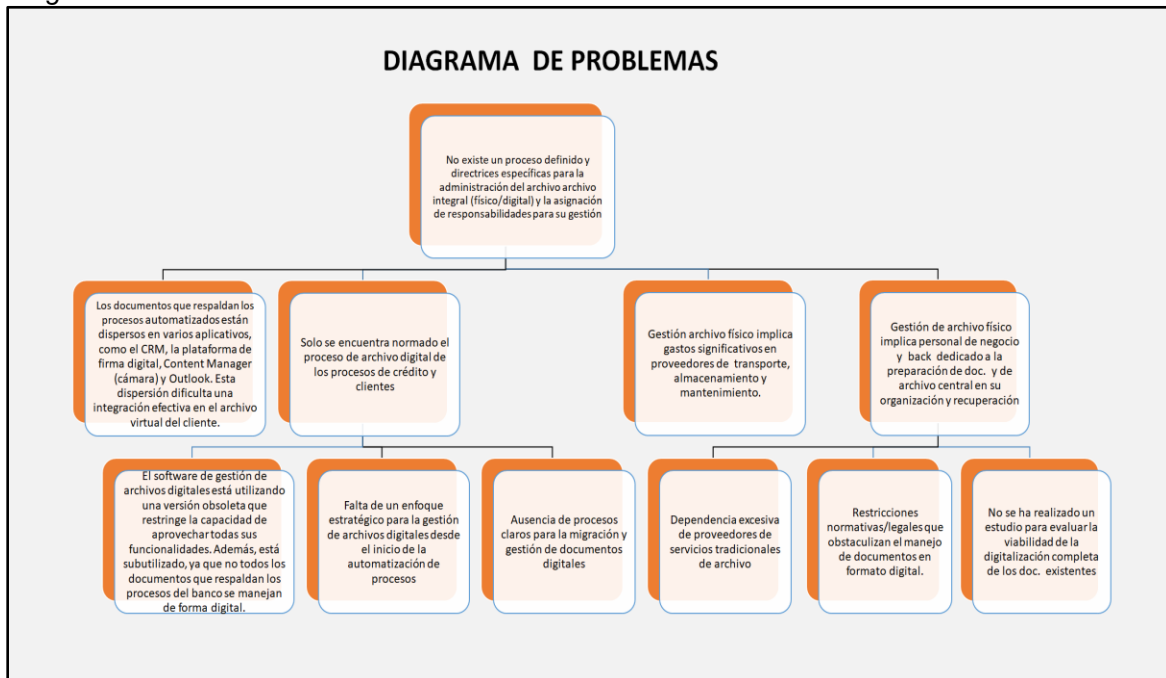 DIAGRAMA DE PROBLEMAS
No existe un proceso definido y
directrices específicas para la
administración del archivo archivo
integral (físico/digital) y la asignación
de responsabilidades para su gestión
Los documentos que respaldan los
procesos automatizados están
dispersos en varios aplicativos,
como el CRM, la plataforma de
firma digital, Content Manager
(cámara) y Outlook. Esta
dispersión dificulta una
integración efectiva en el archivo
virtual del cliente.
Solo se encuentra normado el
proceso de archivo digital de
los procesos de crédito y
clientes
Gestión archivo físico implica
gastos significativos en
proveedores de transporte,
almacenamiento y
mantenimiento.
Gestión de archivo físico
implica personal de negocio
y back dedicado a la
preparación de doc. y de
archivo central en su
organización y recuperación
El software de gestión de
archivos digitales está utilizando
una versión obsoleta que
restringe la capacidad de
aprovechar todas sus
funcionalidades. Además, está
subutilizado, ya que no todos los
documentos que respaldan los
procesos del banco se manejan
de forma digital.
Falta de un enfoque
estratégico para la gestión
de archivos digitales desde
el inicio de la
automatización de
procesos
Ausencia de procesos
claros para la migración y
gestión de documentos
digitales
Dependencia excesiva
de proveedores de
servicios tradicionales
de archivo
Restricciones
normativas/legales que
obstaculizan el manejo
de documentos en
formato digital.
No se ha realizado un
estudio para evaluar la
viabilidad de la
digitalización completa
de los doc. existentes